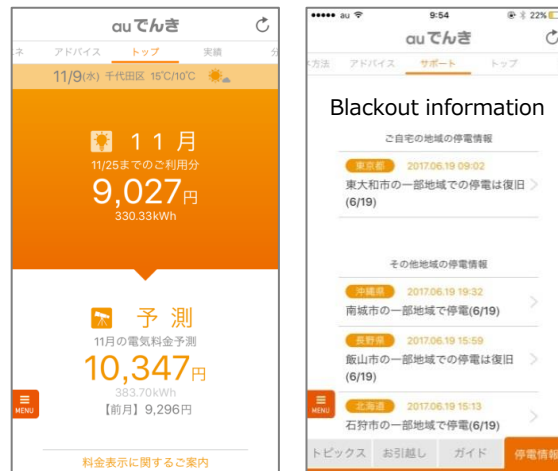 auでんき
ネ アドバイス トップ 実績 分
11/9(水) 千代田区 15℃/10℃
11月
11/25までのご利用分
9,027円
330.33kWh
予測
11月の電気料金予測
10,347円
383.70kWh
【前月】9,296円
MENU
料金表示に関するご案内
au 9:54 22%
auでんき
方法 アドバイス サポート トップ
Blackout information
ご自宅の地域の停電情報
東京都 2017.06.19 09:02
東大和市の一部地域での停電は復旧
(6/19)
その他地域の停電情報
沖縄県 2017.06.19 19:32
南城市の一部地域で停電(6/19)
長野県 2017.06.19 15:59
飯山市の一部地域での停電は復旧
(6/19)
北海道 2017.06.19 15:13
石狩市の一部地域で停電(6/19)
MENU
トピックス お引越し ガイド 停電情報